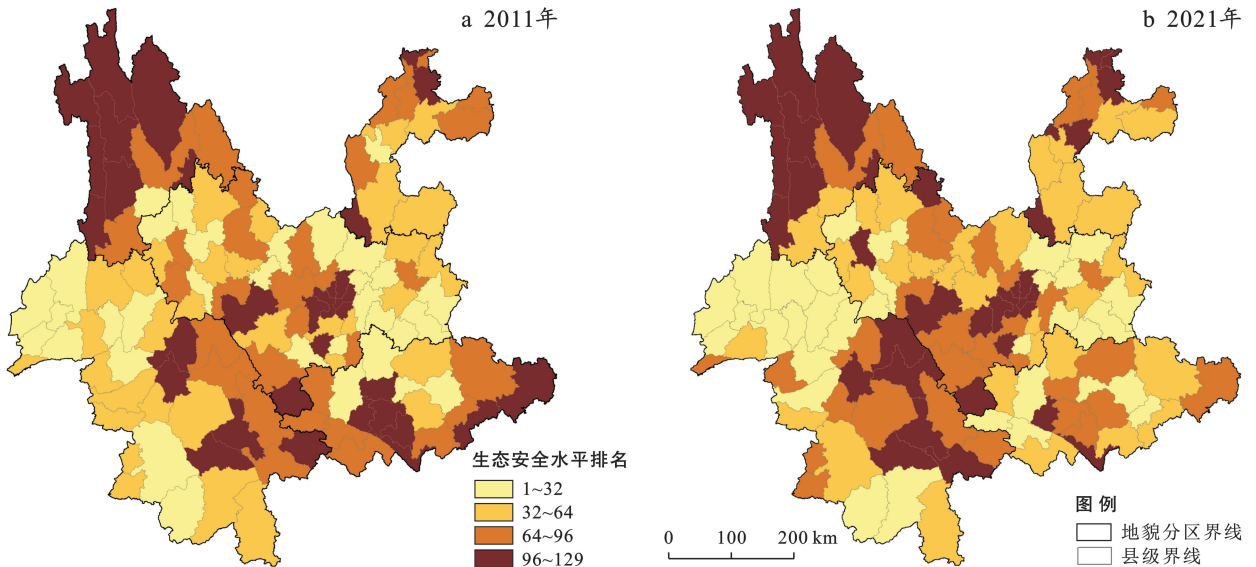 a 2011年
b 2021年
生态安全水平排名
1~32
32~64
64~96
96~129
0 100 200 km
图例
地貌分区界线
县级界线